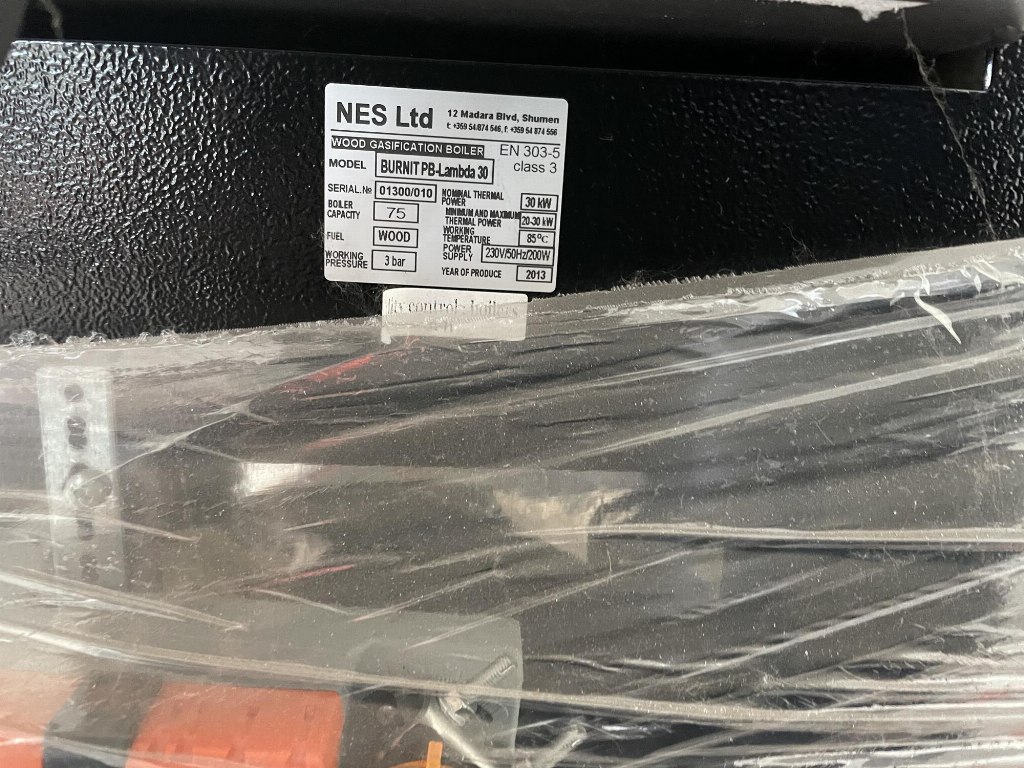 NES Ltd 12 Madara Blvd, Shumen
t: +359 54/874 546, f: +359 54 874 556
WOOD GASIFICATION BOILER EN 303-5
class 3
MODEL BURNIT PB-Lambda 30
SERIAL.№ 01300/010
BOILER CAPACITY 75
FUEL WOOD
WORKING PRESSURE 3 bar
NOMINAL THERMAL POWER 30 kW
MINIMUM AND MAXIMUM THERMAL POWER 20-30 kW
WORKING TEMPERATURE 85°C
POWER SUPPLY 230V/50Hz/200W
YEAR OF PRODUCE 2013
control: boilers